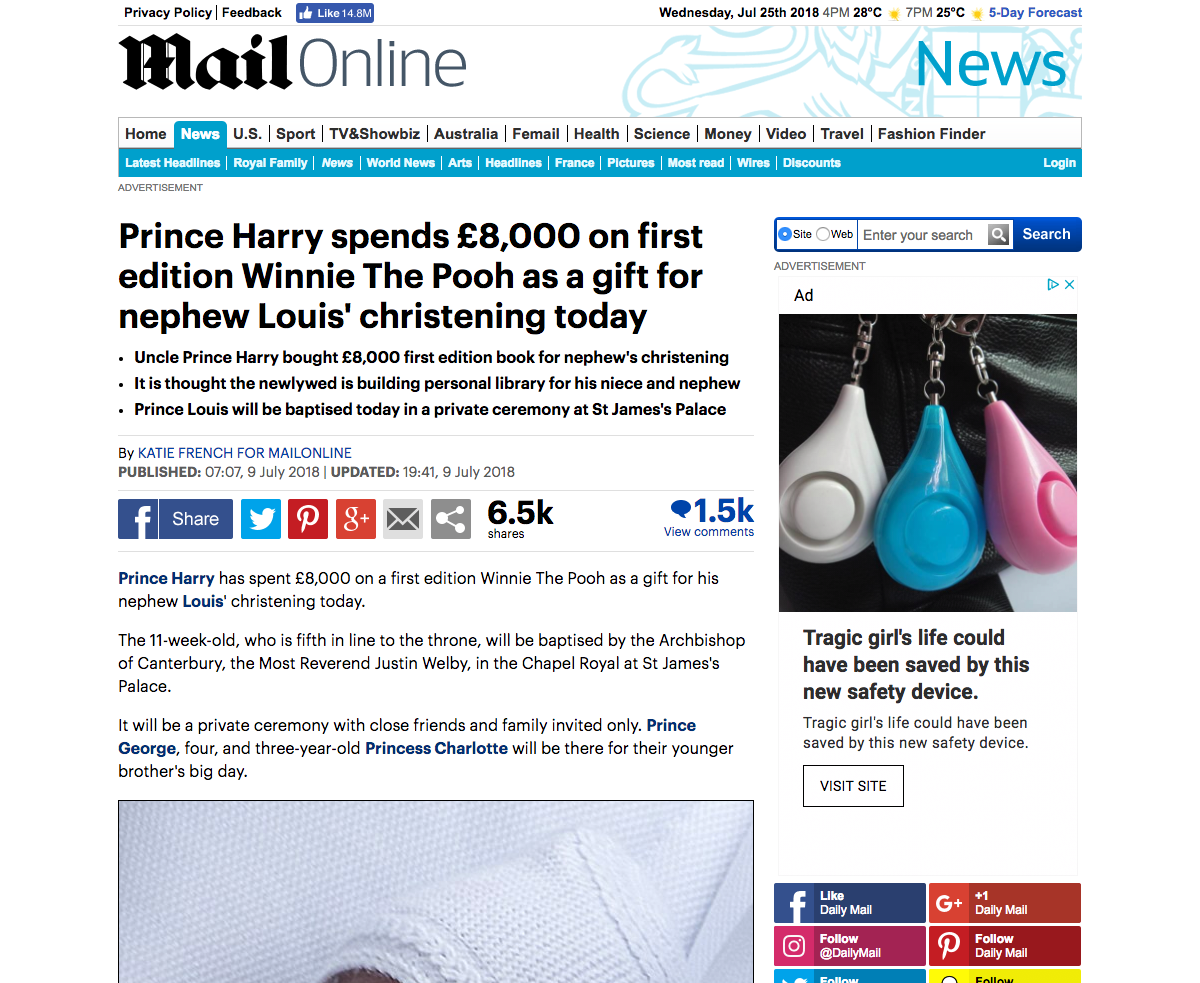 Privacy Policy Feedback Like 14.8M
Wednesday, Jul 25th 2018 4PM 28°C 7PM 25°C 5-Day Forecast
Mail Online
News
Home News U.S. Sport TV&Showbiz Australia Femail Health Science Money Video Travel Fashion Finder
Latest Headlines Royal Family News World News Arts Headlines France Pictures Most read Wires Discounts Login
ADVERTISEMENT
Prince Harry spends £8,000 on first
edition Winnie The Pooh as a gift for
nephew Louis' christening today
• Uncle Prince Harry bought £8,000 first edition book for nephew's christening
• It is thought the newlywed is building personal library for his niece and nephew
• Prince Louis will be baptised today in a private ceremony at St James's Palace
By KATIE FRENCH FOR MAILONLINE
PUBLISHED: 07:07, 9 July 2018 | UPDATED: 19:41, 9 July 2018
Share
6.5k
shares
1.5k
View comments
Prince Harry has spent £8,000 on a first edition Winnie The Pooh as a gift for his
nephew Louis' christening today.
The 11-week-old, who is fifth in line to the throne, will be baptised by the Archbishop
of Canterbury, the Most Reverend Justin Welby, in the Chapel Royal at St James's
Palace.
It will be a private ceremony with close friends and family invited only. Prince
George, four, and three-year-old Princess Charlotte will be there for their younger
brother's big day.
Site Web Enter your search Search
ADVERTISEMENT
Ad
Tragic girl's life could
have been saved by this
new safety device.
Tragic girl's life could have been
saved by this new safety device.
VISIT SITE
Like
Daily Mail
+1
Daily Mail
Follow
@DailyMail
Follow
Daily Mail
Follow
Follow